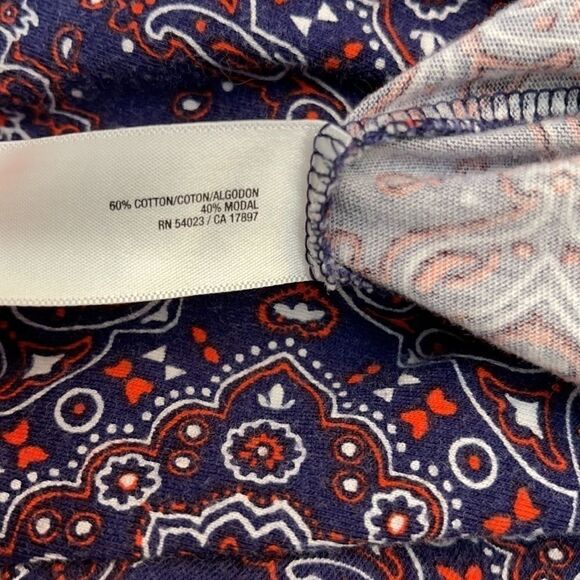 60% COTTON/COTON/ALGODON
40% MODAL
RN 54023 / CA 17897